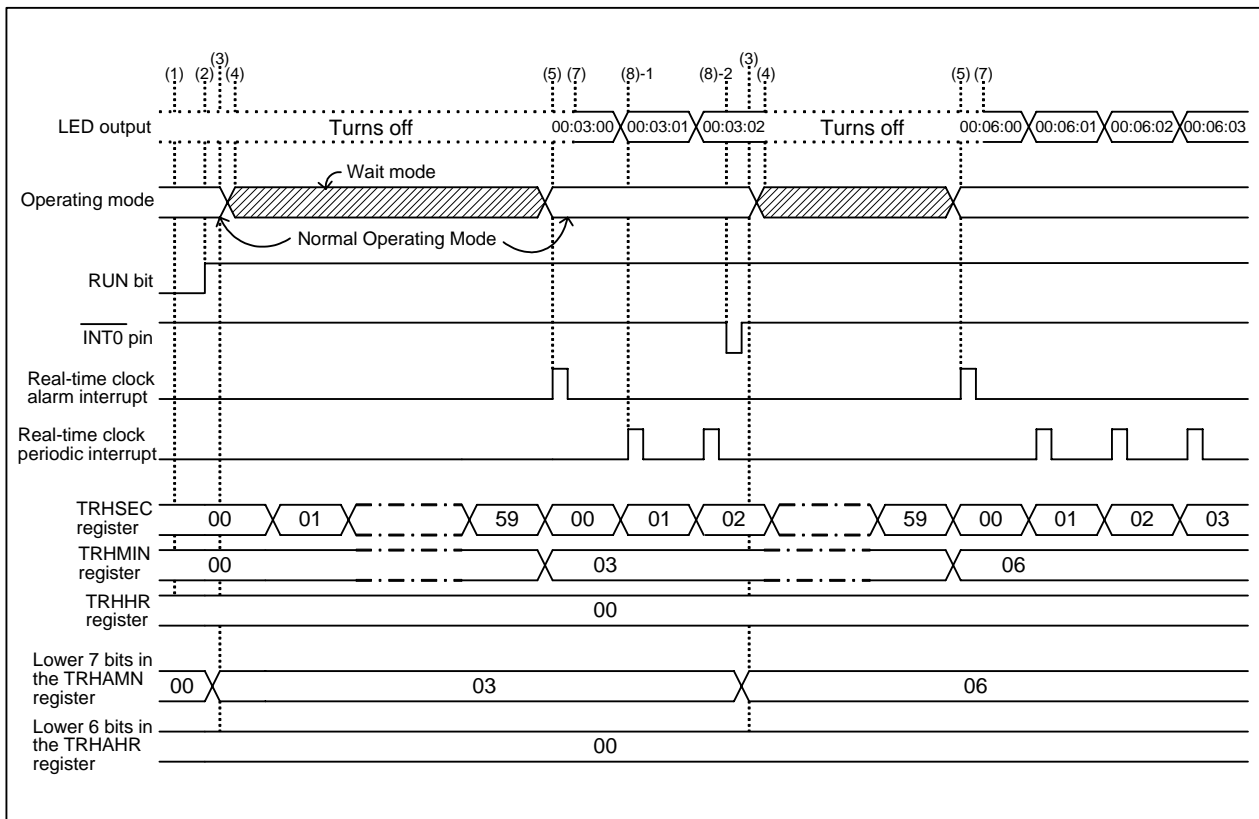 (1) (2) (3) (4) (5) (7) (8)-1 (8)-2 (3) (4) (5) (7)
LED output
Turns off 00:03:00 00:03:01 00:03:02 Turns off 00:06:00 00:06:01 00:06:02 00:06:03
Wait mode
Operating mode
Normal Operating Mode
RUN bit
INT0 pin
Real-time clock
alarm interrupt
Real-time clock
periodic interrupt
TRHSEC
register
00 01 59 00 01 02 59 00 01 02 03
TRHMIN
register
00 03 06
TRHHR
register
00
Lower 7 bits in
the TRHAMN
register
00 03 06
Lower 6 bits in
the TRHAHR
register
00